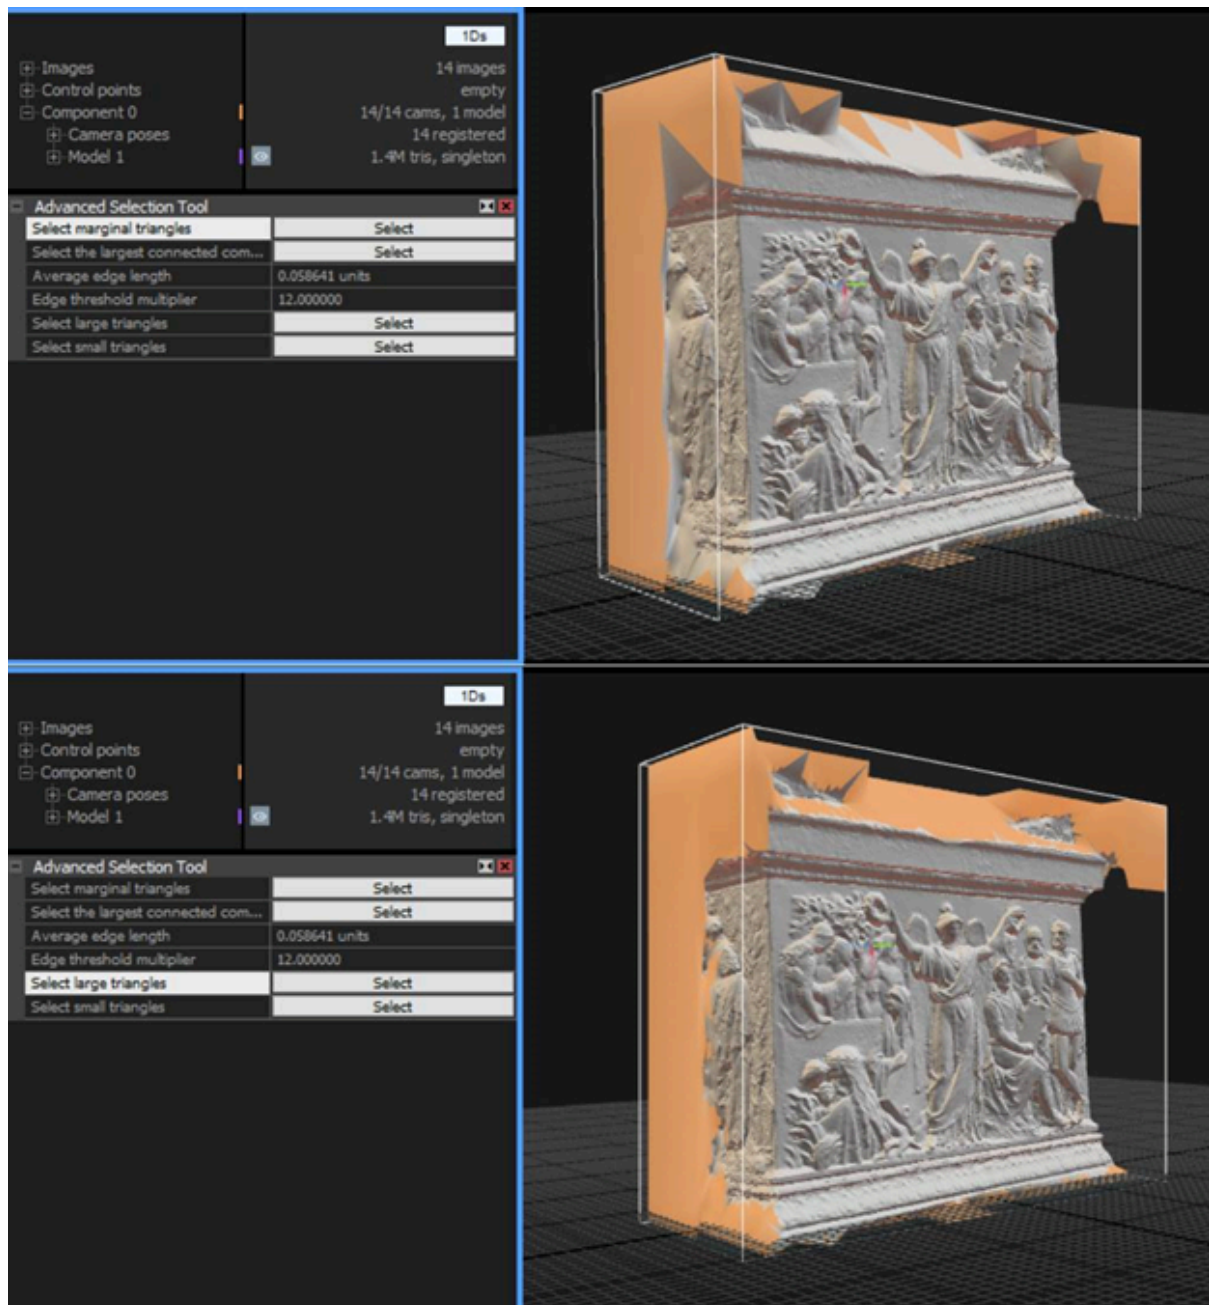 1Ds
Images 14 images
Control points empty
Component 0 14/14 cams, 1 model
Camera poses 14 registered
Model 1 1.4M tris, singleton
Advanced Selection Tool
Select marginal triangles Select
Select the largest connected com... Select
Average edge length 0.058641 units
Edge threshold multiplier 12.000000
Select large triangles Select
Select small triangles Select
1Ds
Images 14 images
Control points empty
Component 0 14/14 cams, 1 model
Camera poses 14 registered
Model 1 1.4M tris, singleton
Advanced Selection Tool
Select marginal triangles Select
Select the largest connected com... Select
Average edge length 0.058641 units
Edge threshold multiplier 12.000000
Select large triangles Select
Select small triangles Select